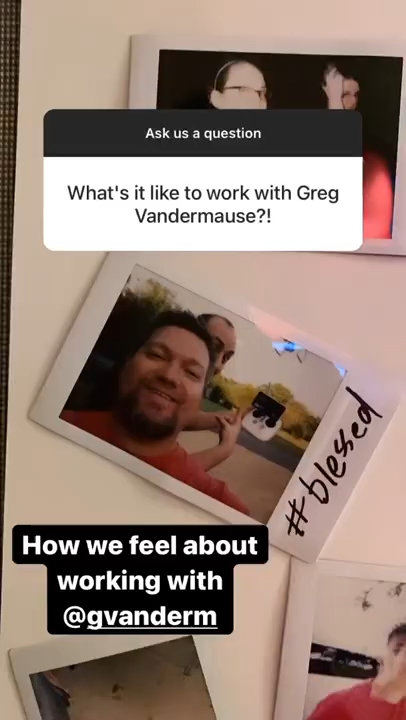 Ask us a question
What's it like to work with Greg
Vandermause?!
#blessed
How we feel about
working with
@gvanderm